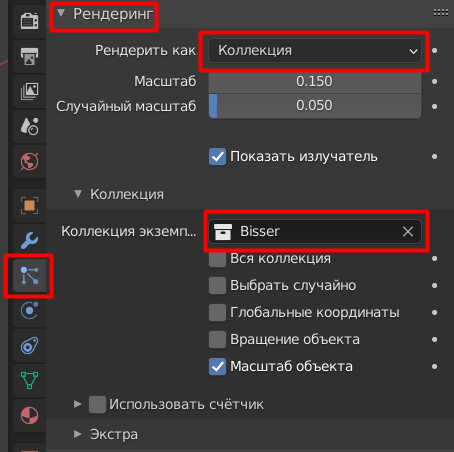 Рендеринг
Рендерить как Коллекция
Масштаб 0.150
Случайный масштаб 0.050
Показать излучатель
Коллекция
Коллекция экземп... Bisser
Вся коллекция
Выбрать случайно
Глобальные координаты
Вращение объекта
Масштаб объекта
Использовать счётчик
Экстра